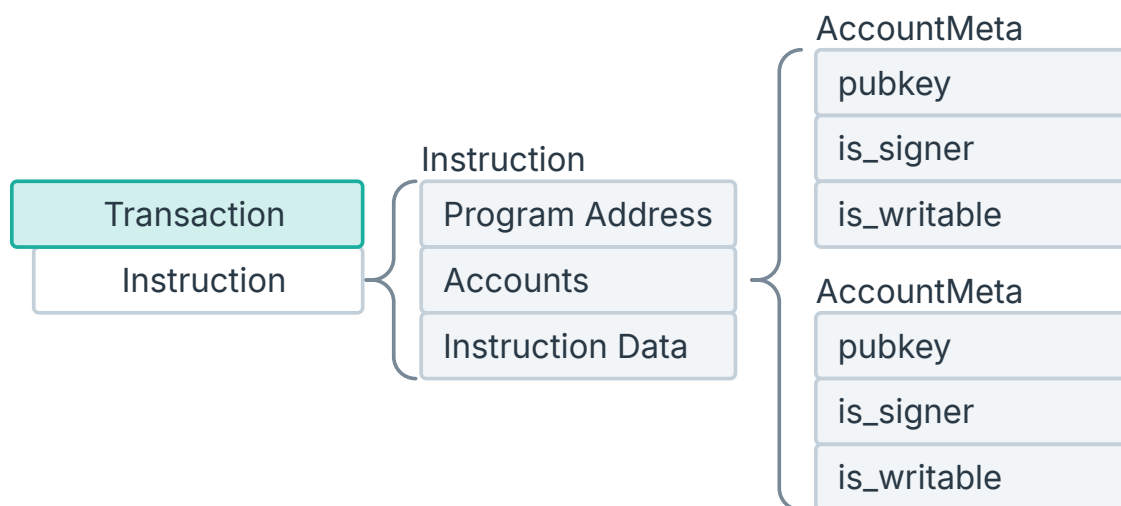 Transaction
Instruction
Instruction
Program Address
Accounts
Instruction Data
AccountMeta
pubkey
is_signer
is_writable
AccountMeta
pubkey
is_signer
is_writable